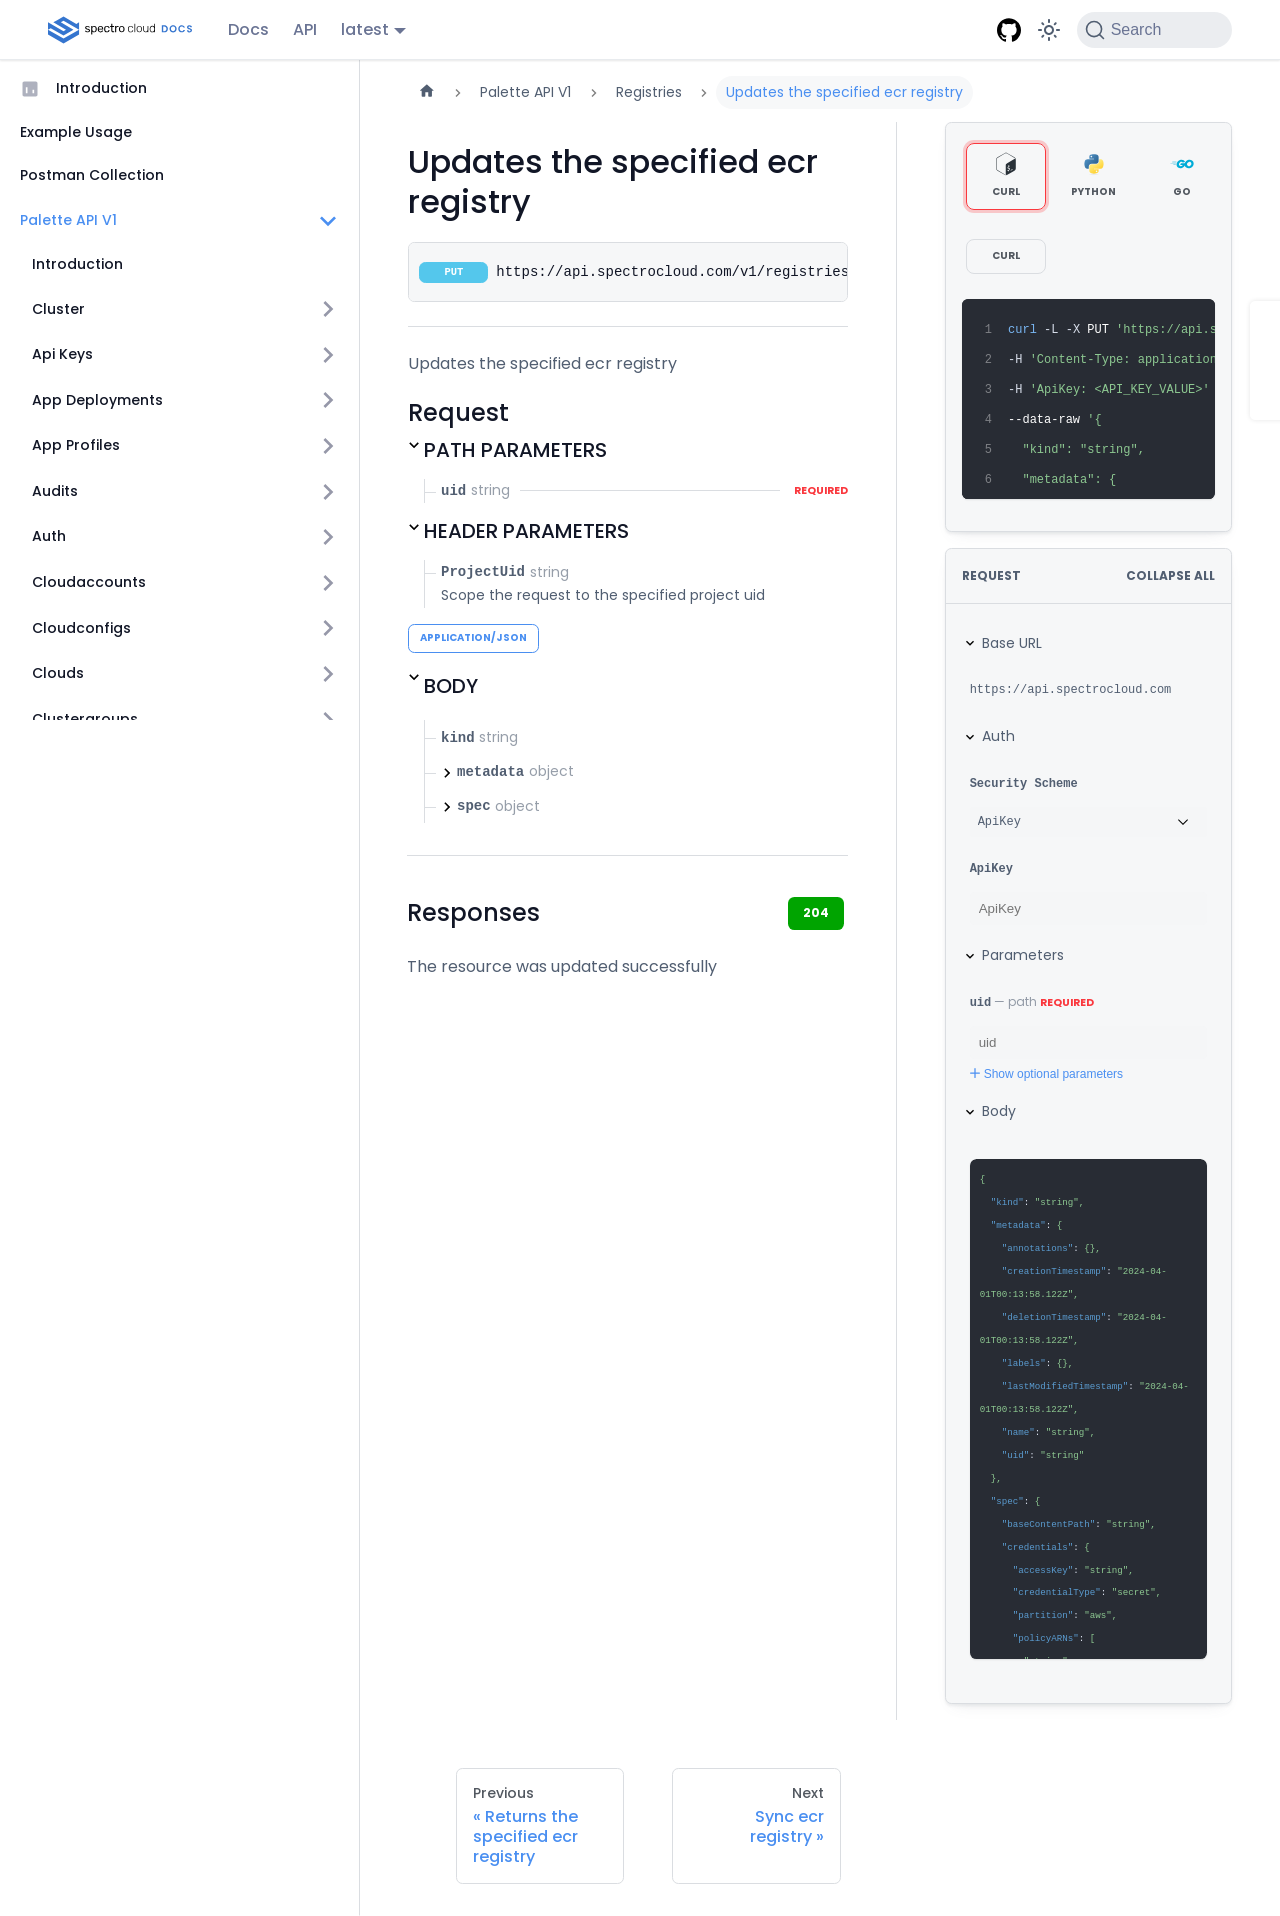 spectro cloud DOCS
Docs
API
latest
Search
Introduction
Example Usage
Postman Collection
Palette API V1
Introduction
Cluster
Api Keys
App Deployments
App Profiles
Audits
Auth
Cloudaccounts
Cloudconfigs
Clouds
Clustergroups
Palette API V1
Registries
Updates the specified ecr registry
Updates the specified ecr
registry
PUT https://api.spectrocloud.com/v1/registries
Updates the specified ecr registry
Request
PATH PARAMETERS
uid string REQUIRED
HEADER PARAMETERS
ProjectUid string
Scope the request to the specified project uid
APPLICATION/JSON
BODY
kind string
metadata object
spec object
Responses
204
The resource was updated successfully
CURL
PYTHON
GO
CURL
1 curl -L -X PUT 'https://api.s
2 -H 'Content-Type: application
3 -H 'ApiKey: <API_KEY_VALUE>'
4 --data-raw '{
5 "kind": "string",
6 "metadata": {
REQUEST
COLLAPSE ALL
Base URL
https://api.spectrocloud.com
Auth
Security Scheme
ApiKey
ApiKey
ApiKey
Parameters
uid — path REQUIRED
uid
Show optional parameters
Body
{
"kind": "string",
"metadata": {
"annotations": {},
"creationTimestamp": "2024-04-
01T00:13:58.122Z",
"deletionTimestamp": "2024-04-
01T00:13:58.122Z",
"labels": {},
"lastModifiedTimestamp": "2024-04-
01T00:13:58.122Z",
"name": "string",
"uid": "string"
},
"spec": {
"baseContentPath": "string",
"credentials": {
"accessKey": "string",
"credentialType": "secret",
"partition": "aws",
"policyARNs": [
Previous
« Returns the
specified ecr
registry
Next
Sync ecr
registry »